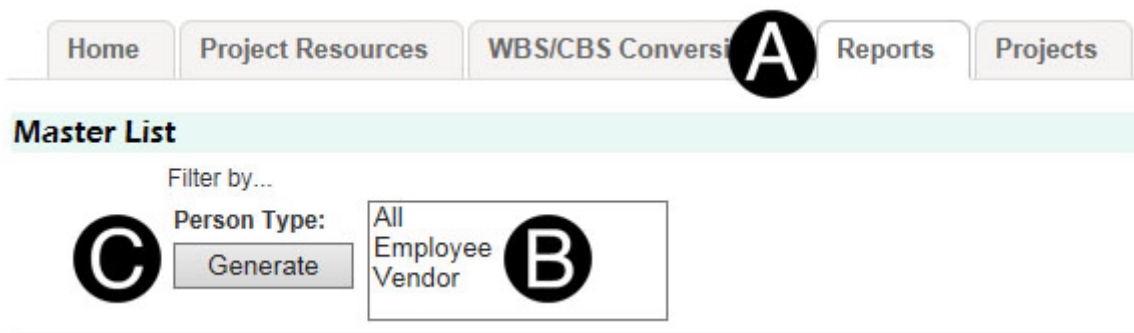 Home Project Resources WBS/CBS Conversi A Reports Projects
Master List
Filter by...
Person Type:
C Generate
All
Employee B
Vendor